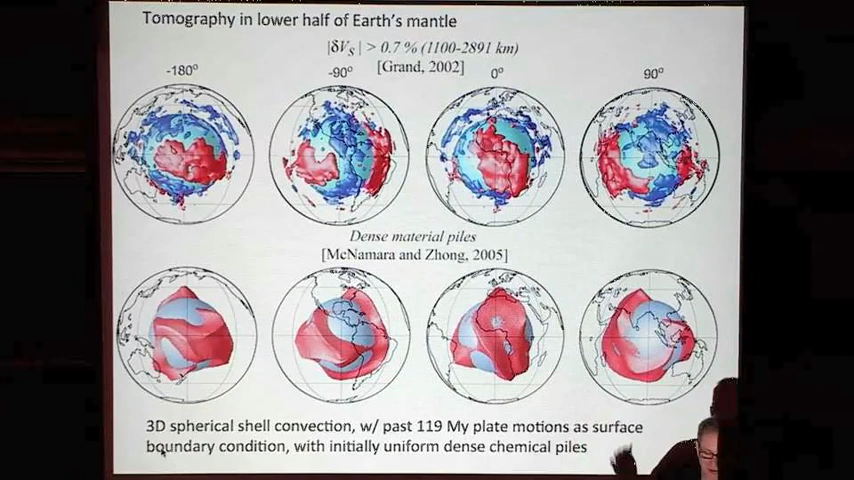 Tomography in lower half of Earth's mantle
|δVS| > 0.7 % (1100-2891 km)
[Grand, 2002]
-180° -90° 0° 90°
Dense material piles
[McNamara and Zhong, 2005]
3D spherical shell convection, w/ past 119 My plate motions as surface
boundary condition, with initially uniform dense chemical piles